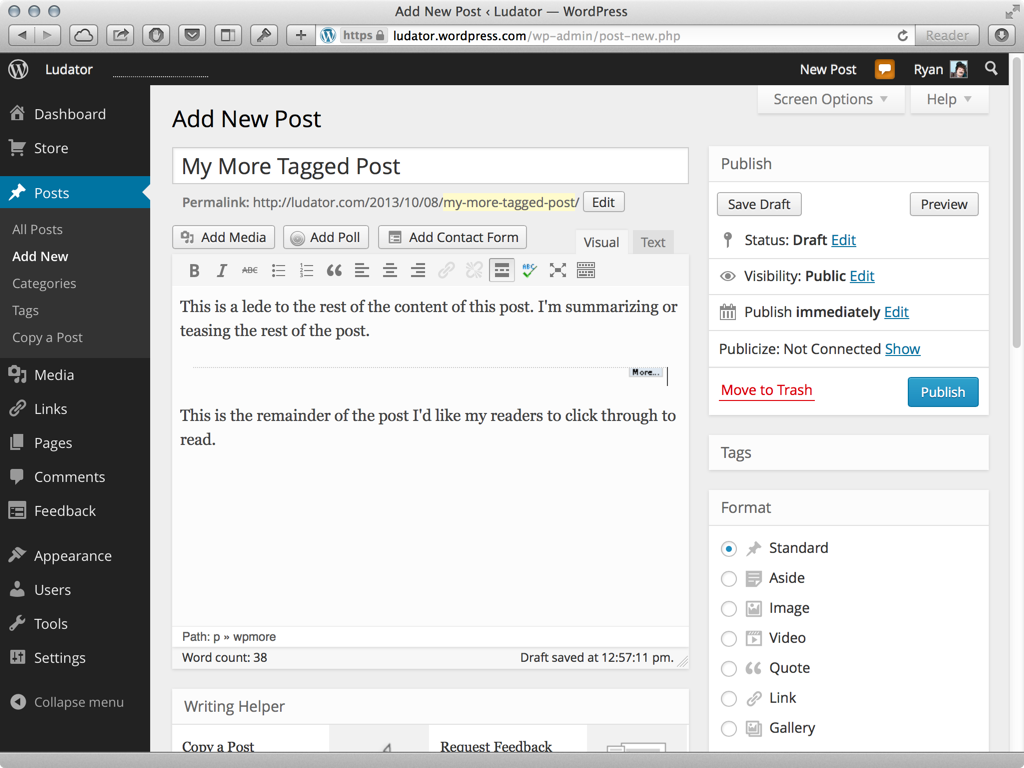 Add New Post ‹ Ludator — WordPress
https ludator.wordpress.com/wp-admin/post-new.php Reader
Ludator New Post Ryan
Screen Options Help
Dashboard
Store
Posts
All Posts
Add New
Categories
Tags
Copy a Post
Media
Links
Pages
Comments
Feedback
Appearance
Users
Tools
Settings
Collapse menu
Add New Post
My More Tagged Post
Permalink: http://ludator.com/2013/10/08/my-more-tagged-post/ Edit
Add Media Add Poll Add Contact Form Visual Text
B I ABC ABC
This is a lede to the rest of the content of this post. I'm summarizing or
teasing the rest of the post.
More...
This is the remainder of the post I'd like my readers to click through to
read.
Path: p » wpmore
Word count: 38 Draft saved at 12:57:11 pm.
Writing Helper
Copy a Post Request Feedback
Publish
Save Draft Preview
Status: Draft Edit
Visibility: Public Edit
Publish immediately Edit
Publicize: Not Connected Show
Move to Trash Publish
Tags
Format
Standard
Aside
Image
Video
Quote
Link
Gallery